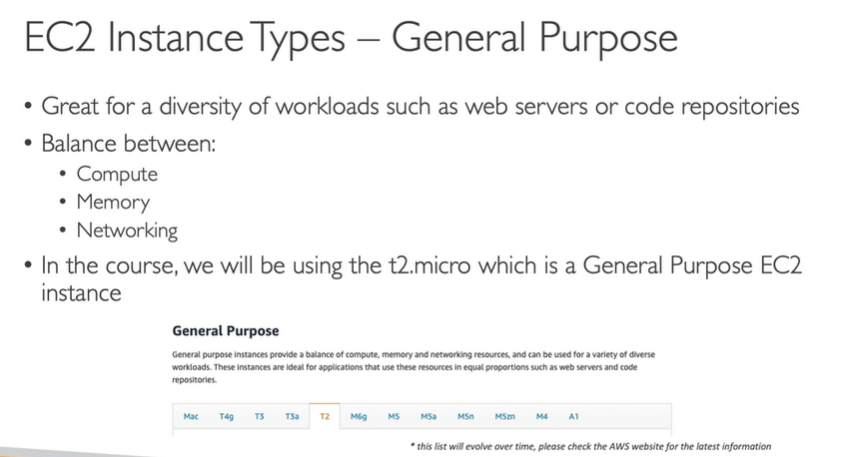 EC2 Instance Types – General Purpose
• Great for a diversity of workloads such as web servers or code repositories
• Balance between:
• Compute
• Memory
• Networking
• In the course, we will be using the t2.micro which is a General Purpose EC2
instance
General Purpose
General purpose instances provide a balance of compute, memory and networking resources, and can be used for a variety of diverse
workloads. These instances are ideal for applications that use these resources in equal proportions such as web servers and code
repositories.
Mac T4g T3 T3a T2 M6g M5 M5a M5n M5zn M4 A1
* this list will evolve over time, please check the AWS website for the latest information